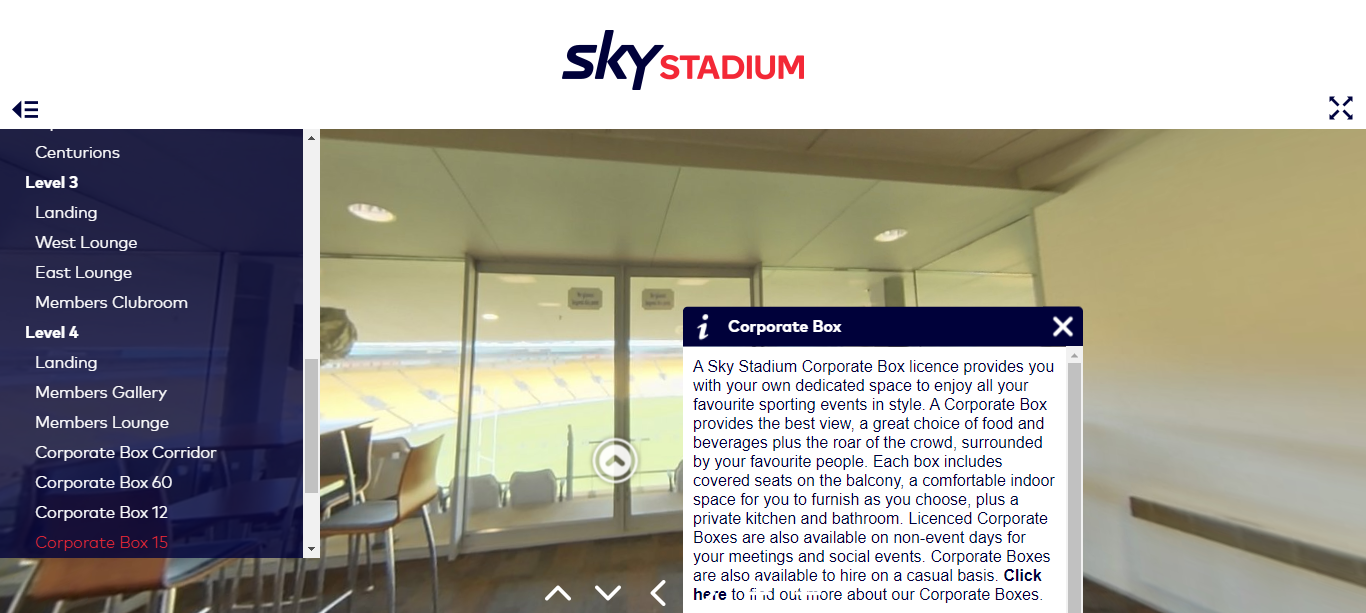 sky STADIUM
Centurions
Level 3
Landing
West Lounge
East Lounge
Members Clubroom
Level 4
Landing
Members Gallery
Members Lounge
Corporate Box Corridor
Corporate Box 60
Corporate Box 12
Corporate Box 15
i Corporate Box
A Sky Stadium Corporate Box licence provides you
with your own dedicated space to enjoy all your
favourite sporting events in style. A Corporate Box
provides the best view, a great choice of food and
beverages plus the roar of the crowd, surrounded
by your favourite people. Each box includes
covered seats on the balcony, a comfortable indoor
space for you to furnish as you choose, plus a
private kitchen and bathroom. Licenced Corporate
Boxes are also available on non-event days for
your meetings and social events. Corporate Boxes
are also available to hire on a casual basis. Click
here to find out more about our Corporate Boxes.